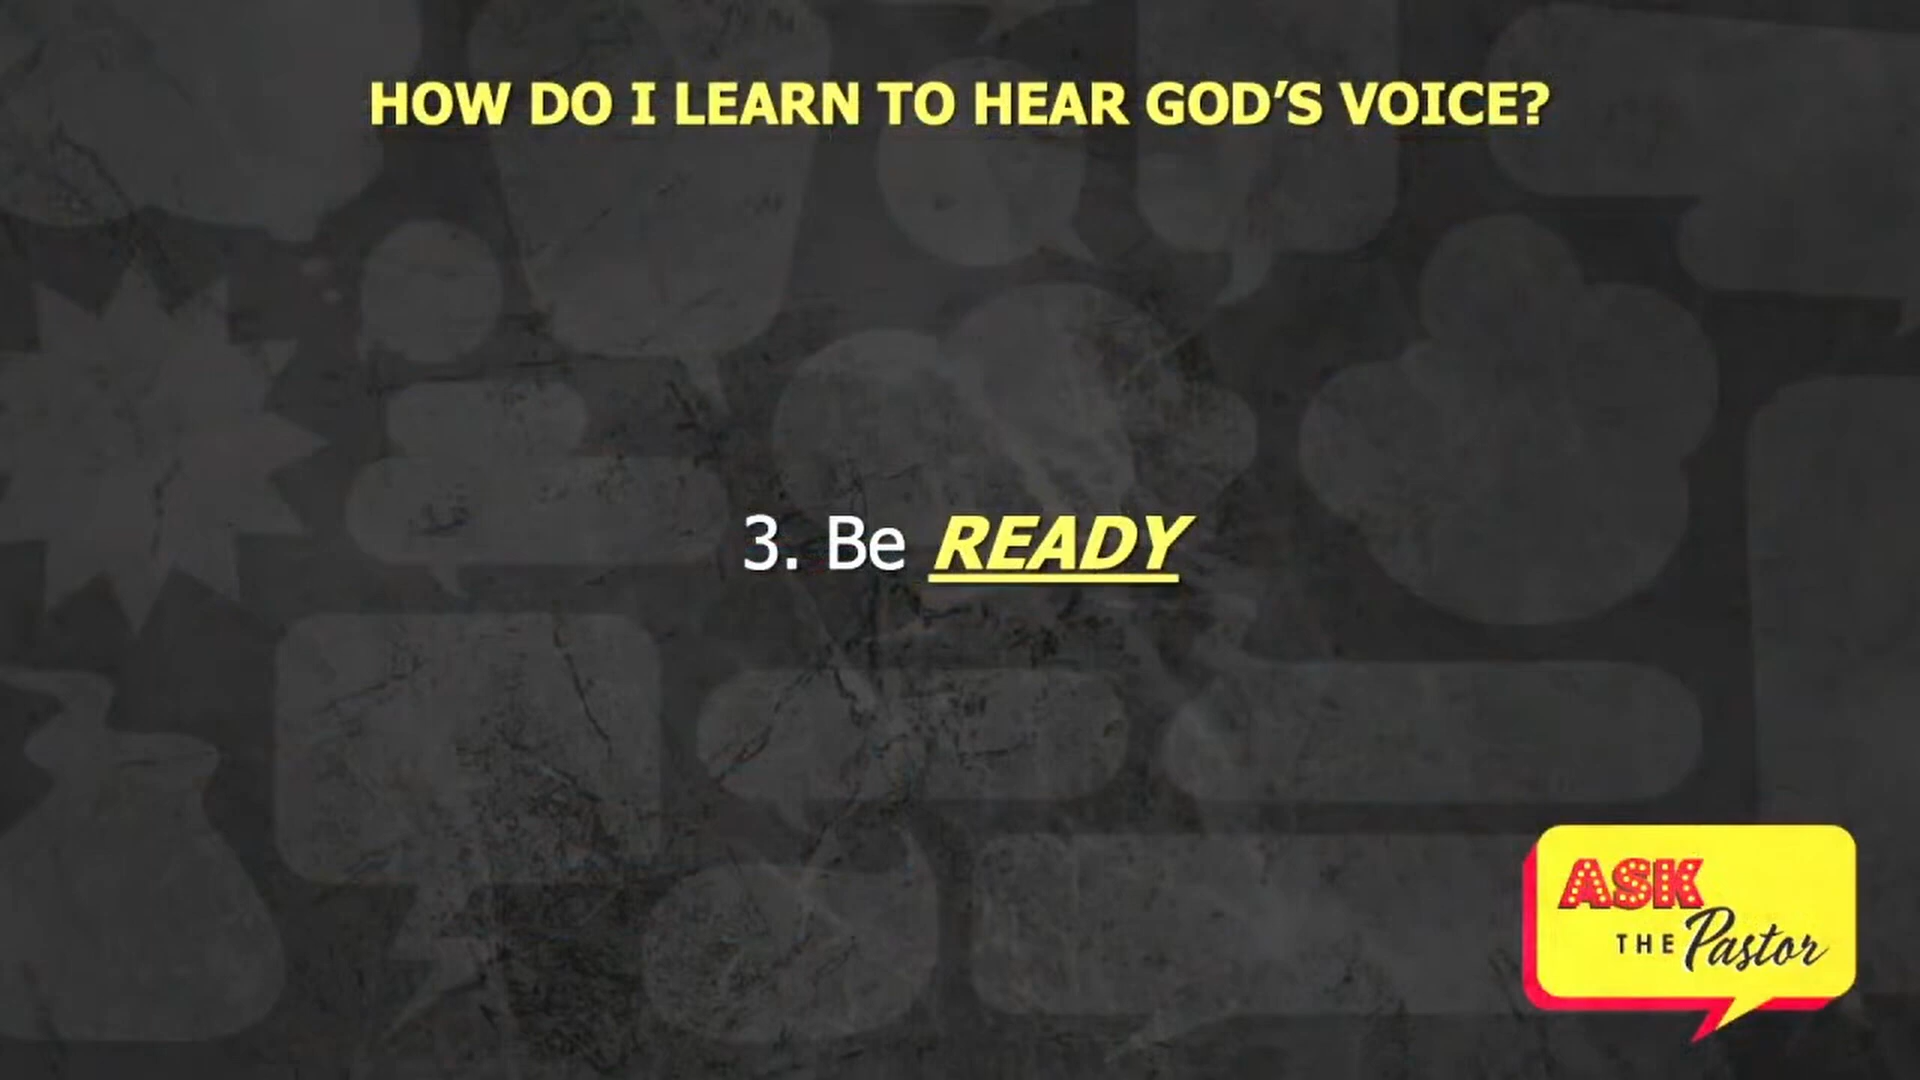 HOW DO I LEARN TO HEAR GOD’S VOICE?
3. Be READY
ASK
THE Pastor